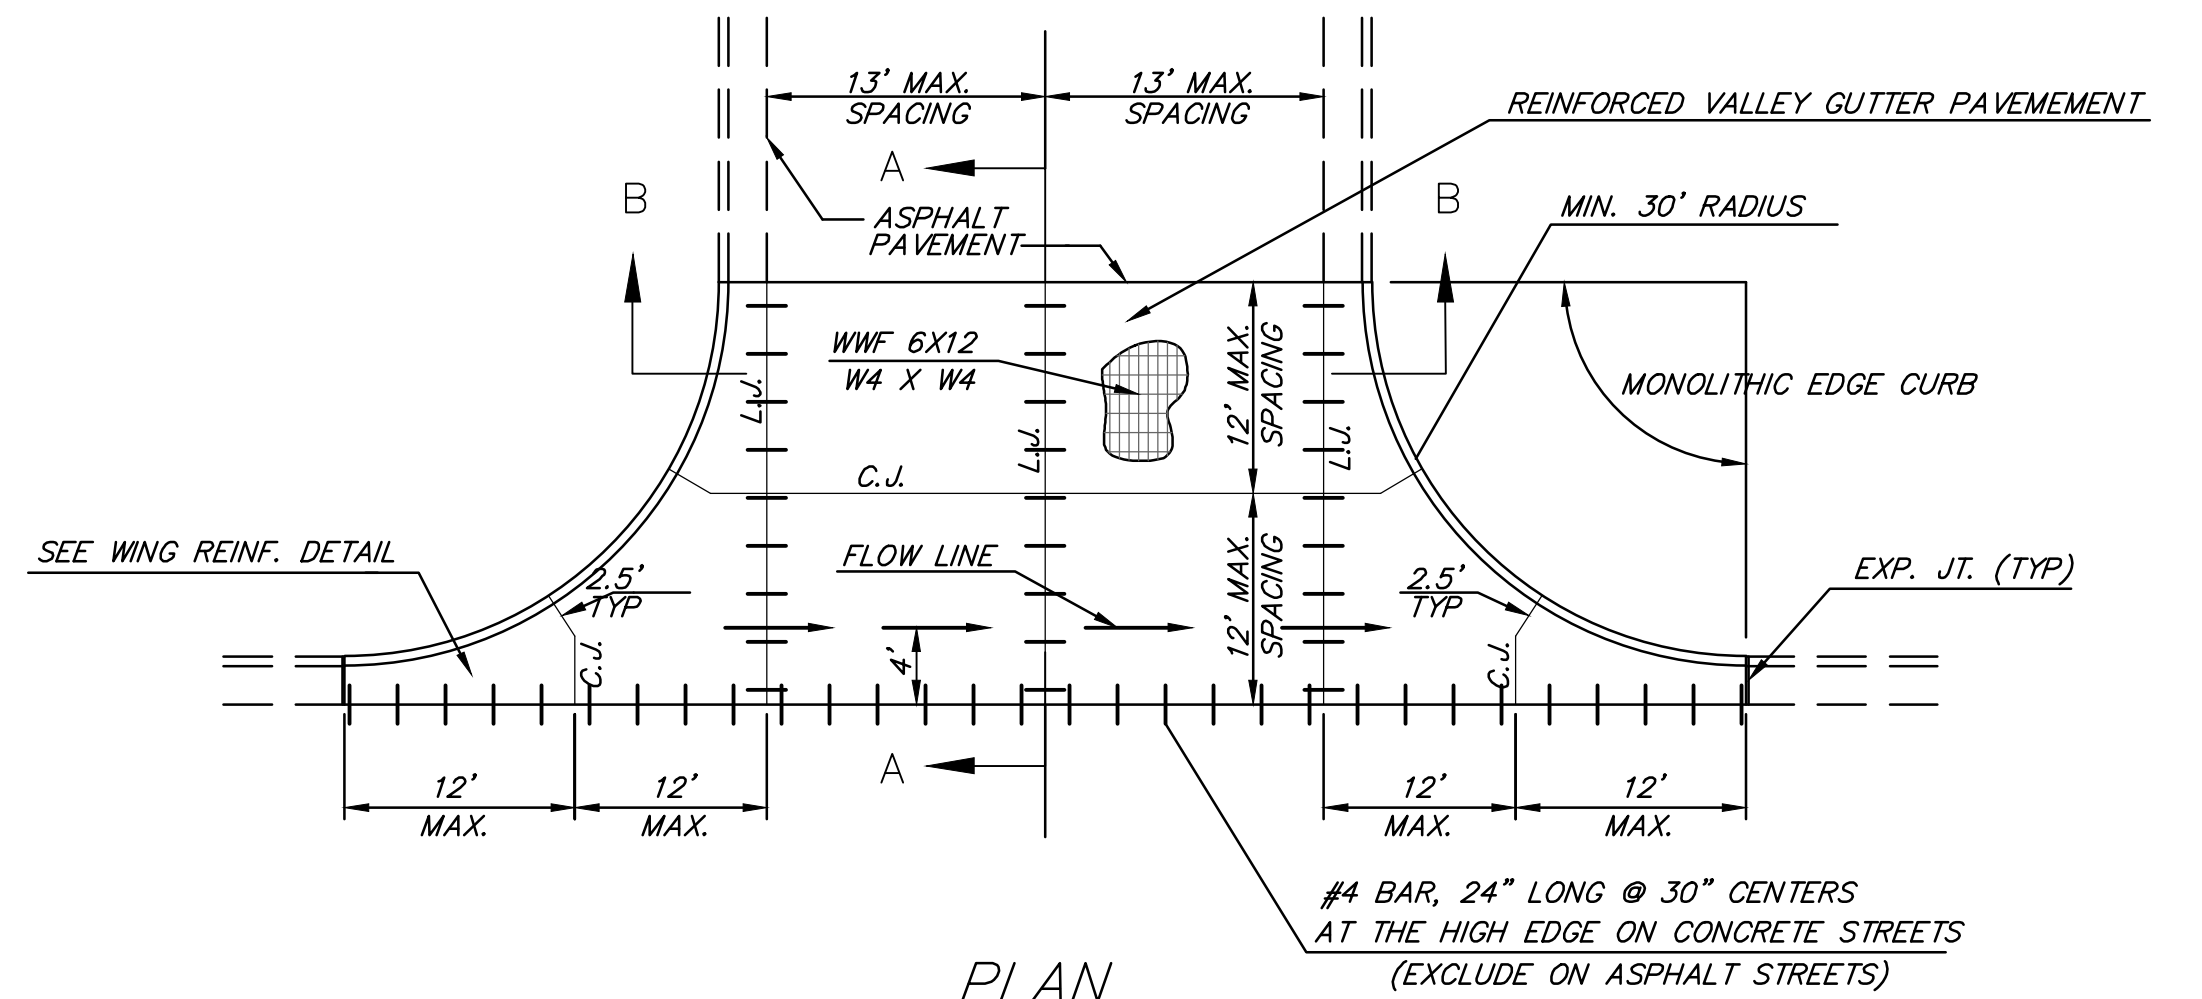 13' MAX.
SPACING
13' MAX.
SPACING
REINFORCED VALLEY GUTTER PAVEMEMENT
A
B
B
MIN. 30' RADIUS
ASPHALT
PAVEMENT
WWF 6X12
W4 X W4
12' MAX.
SPACING
MONOLITHIC EDGE CURB
L.J.
L.J.
L.J.
C.J.
SEE WING REINF. DETAIL
2.5'
TYP
FLOW LINE
12' MAX.
SPACING
2.5'
TYP
EXP. JT. (TYP)
C.J.
4'
C.J.
A
12'
MAX.
12'
MAX.
12'
MAX.
12'
MAX.
#4 BAR, 24" LONG @ 30" CENTERS
AT THE HIGH EDGE ON CONCRETE STREETS
(EXCLUDE ON ASPHALT STREETS)
PLAN